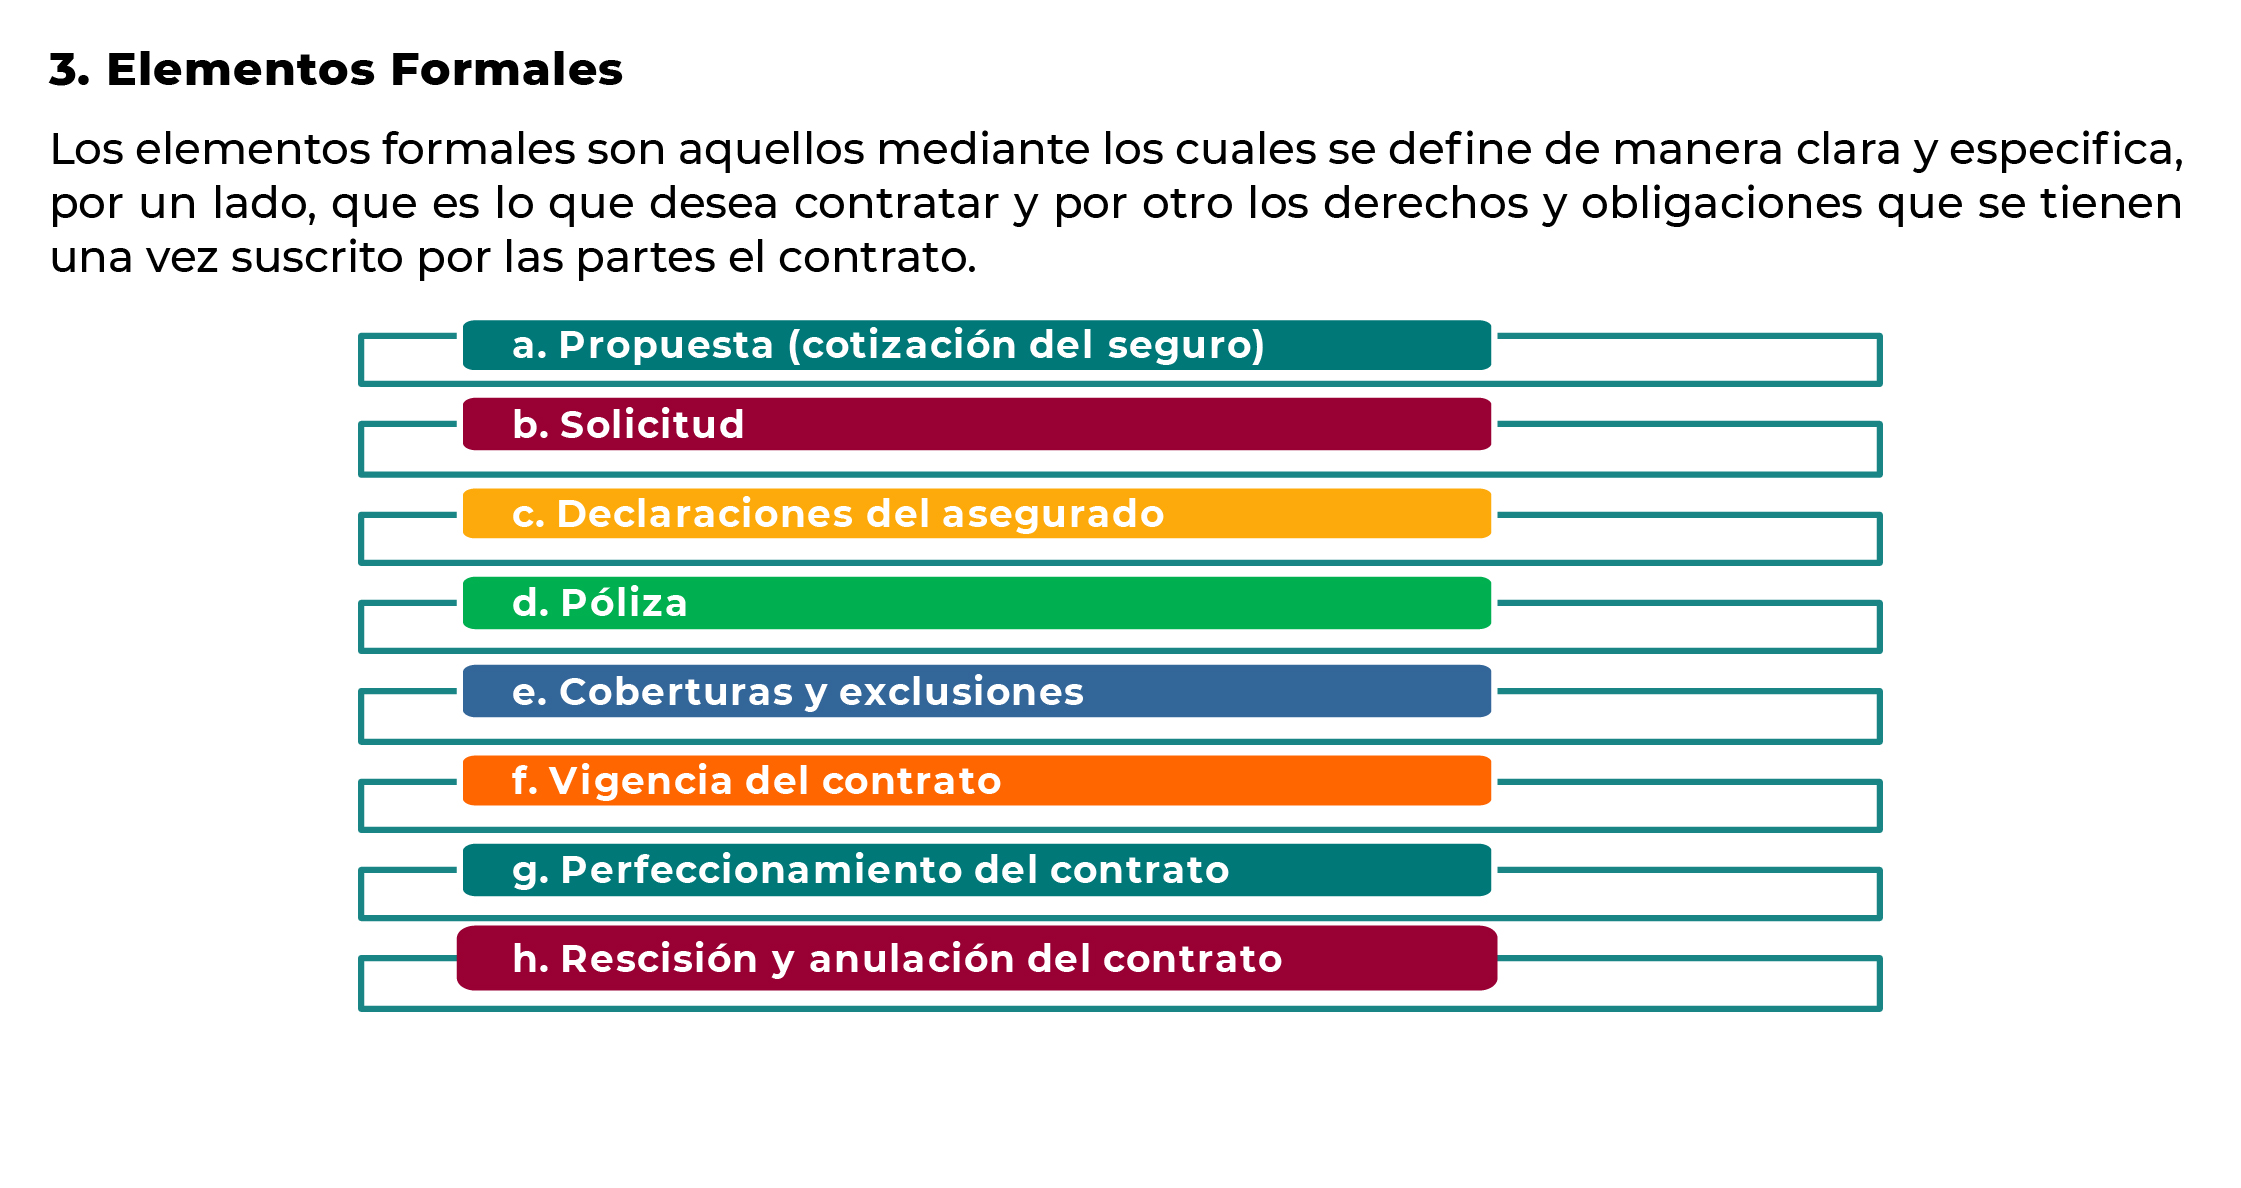 3. Elementos Formales
Los elementos formales son aquellos mediante los cuales se define de manera clara y especifica,
por un lado, que es lo que desea contratar y por otro los derechos y obligaciones que se tienen
una vez suscrito por las partes el contrato.
a. Propuesta (cotización del seguro)
b. Solicitud
c. Declaraciones del asegurado
d. Póliza
e. Coberturas y exclusiones
f. Vigencia del contrato
g. Perfeccionamiento del contrato
h. Rescisión y anulación del contrato